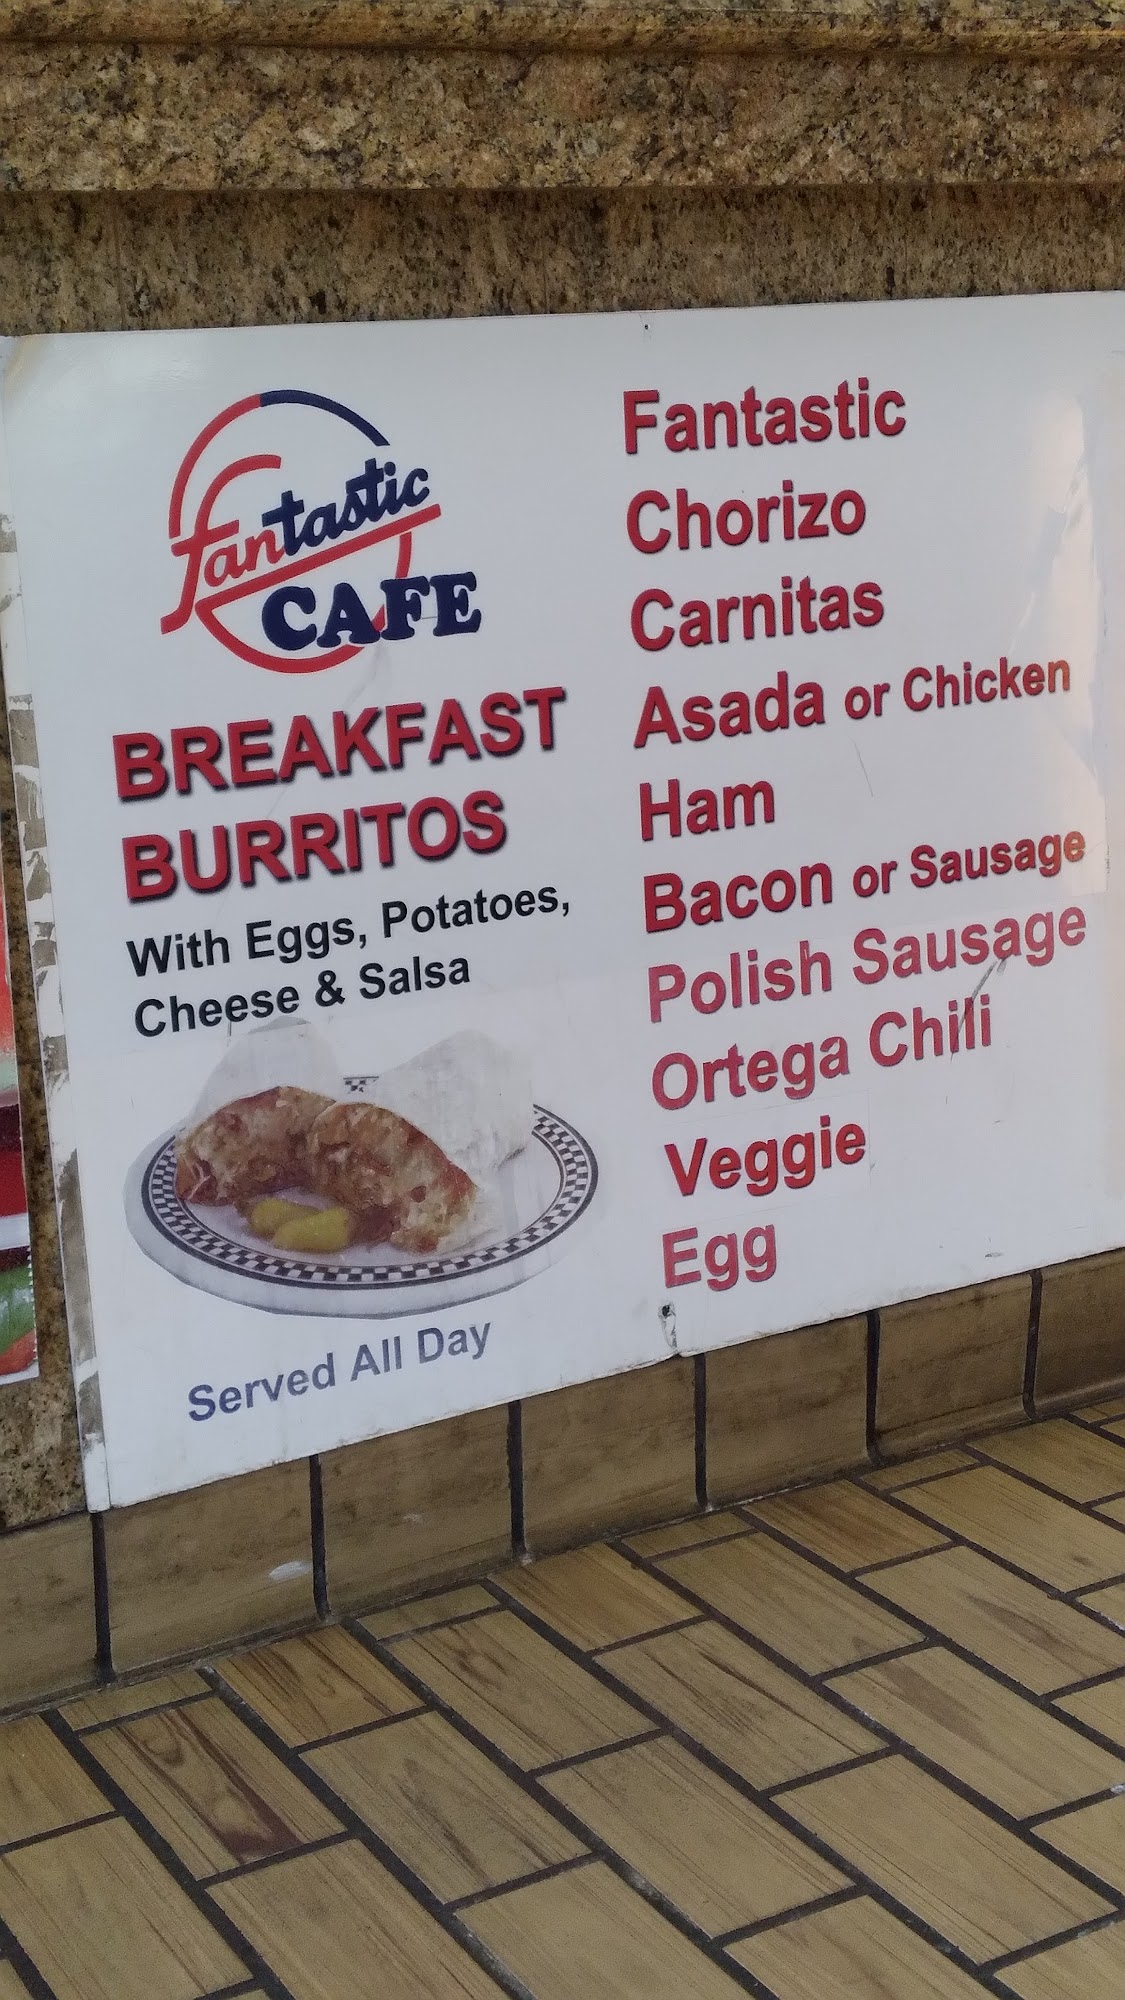 fantastic
CAFE
BREAKFAST
BURRITOS
With Eggs, Potatoes,
Cheese & Salsa
Served All Day
Fantastic
Chorizo
Carnitas
Asada or Chicken
Ham
Bacon or Sausage
Polish Sausage
Ortega Chili
Veggie
Egg